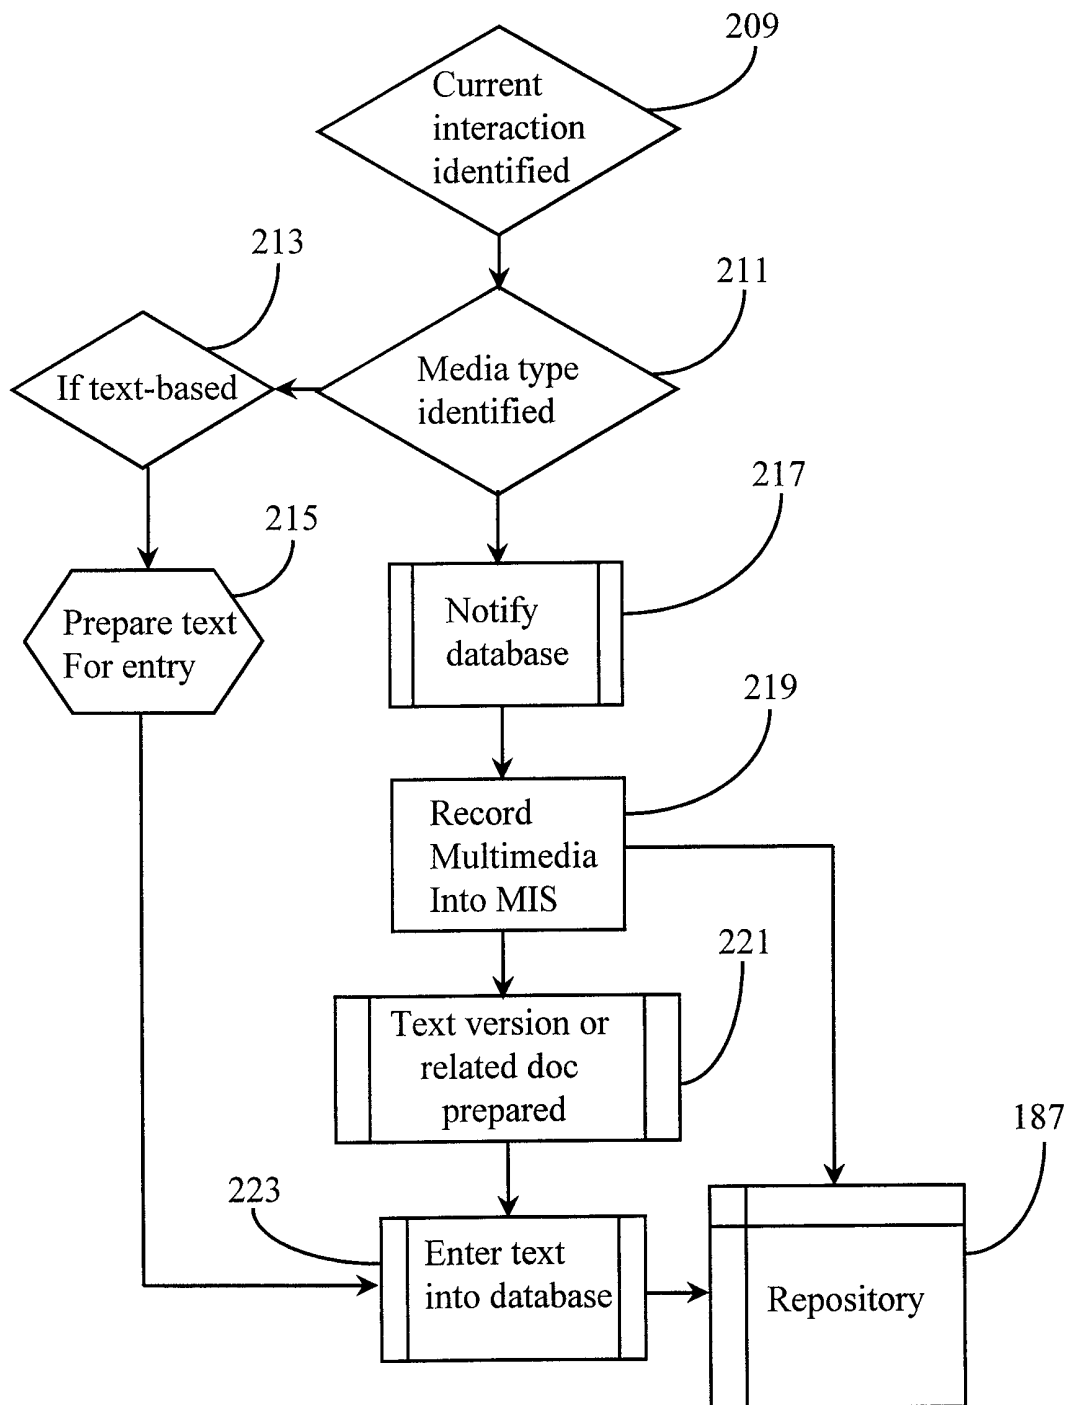 209
Current
interaction
identified
213
211
If text-based
Media type
identified
217
215
Prepare text
For entry
Notify
database
219
Record
Multimedia
Into MIS
221
Text version or
related doc
prepared
187
223
Enter text
into database
Repository